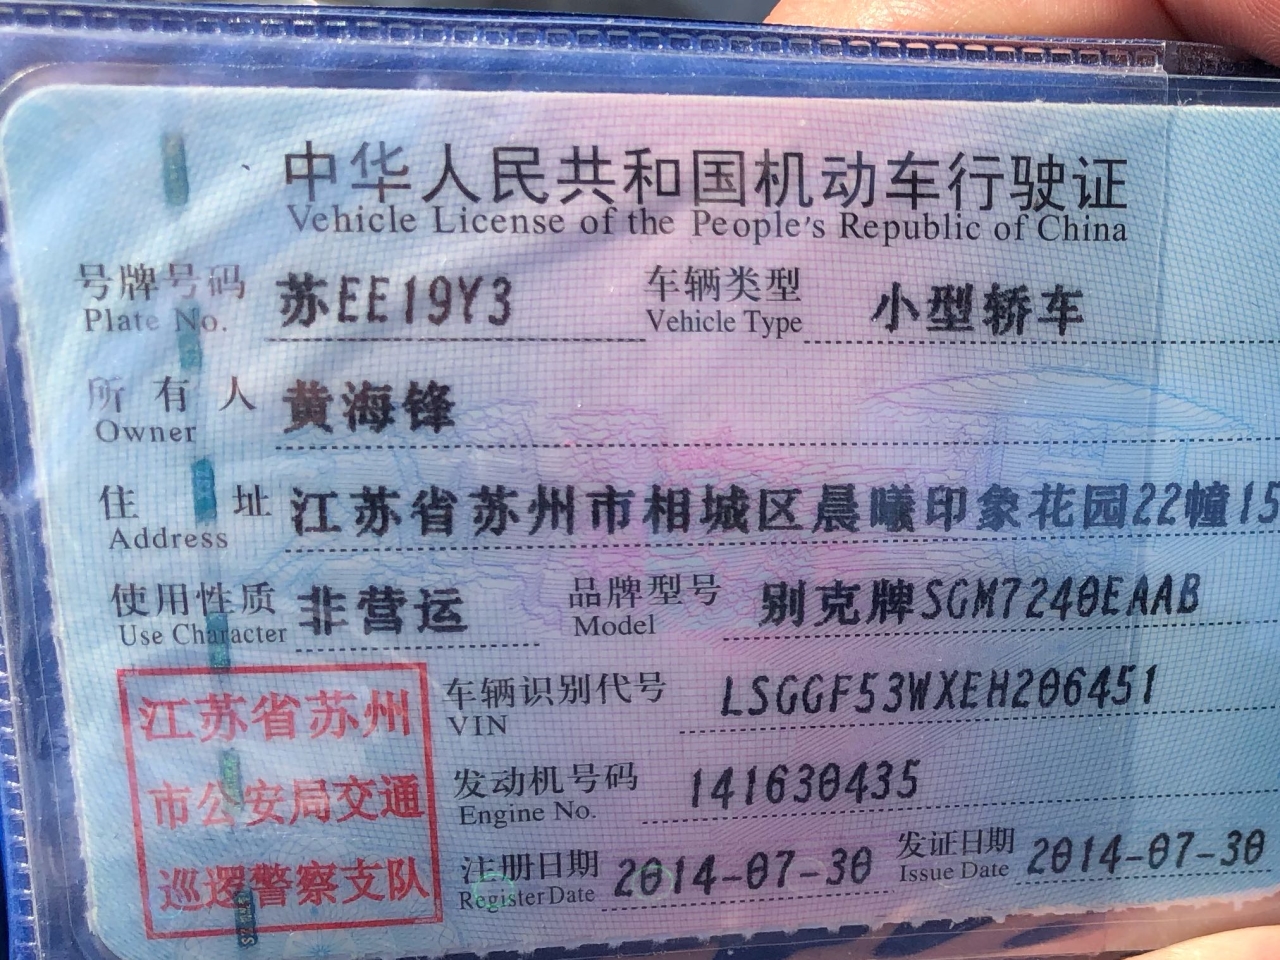 中华人民共和国机动车行驶证
Vehicle License of the People's Republic of China
号牌号码 苏EE19Y3 车辆类型 小型轿车
Plate No. Vehicle Type
所有人 黄海锋
Owner
住址 江苏省苏州市相城区晨曦印象花园22幢15
Address
使用性质 非营运 品牌型号 别克牌SGM7240EAAB
Use Character Model
江苏省苏州
市公安局交通
巡逻警察支队
车辆识别代号 LSGGF53WXEH206451
VIN
发动机号码 141630435
Engine No.
注册日期 2014-07-30 发证日期 2014-07-30
Register Date Issue Date